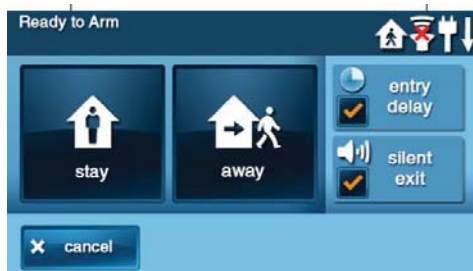 Ready to Arm
stay
away
entry
delay
silent
exit
cancel